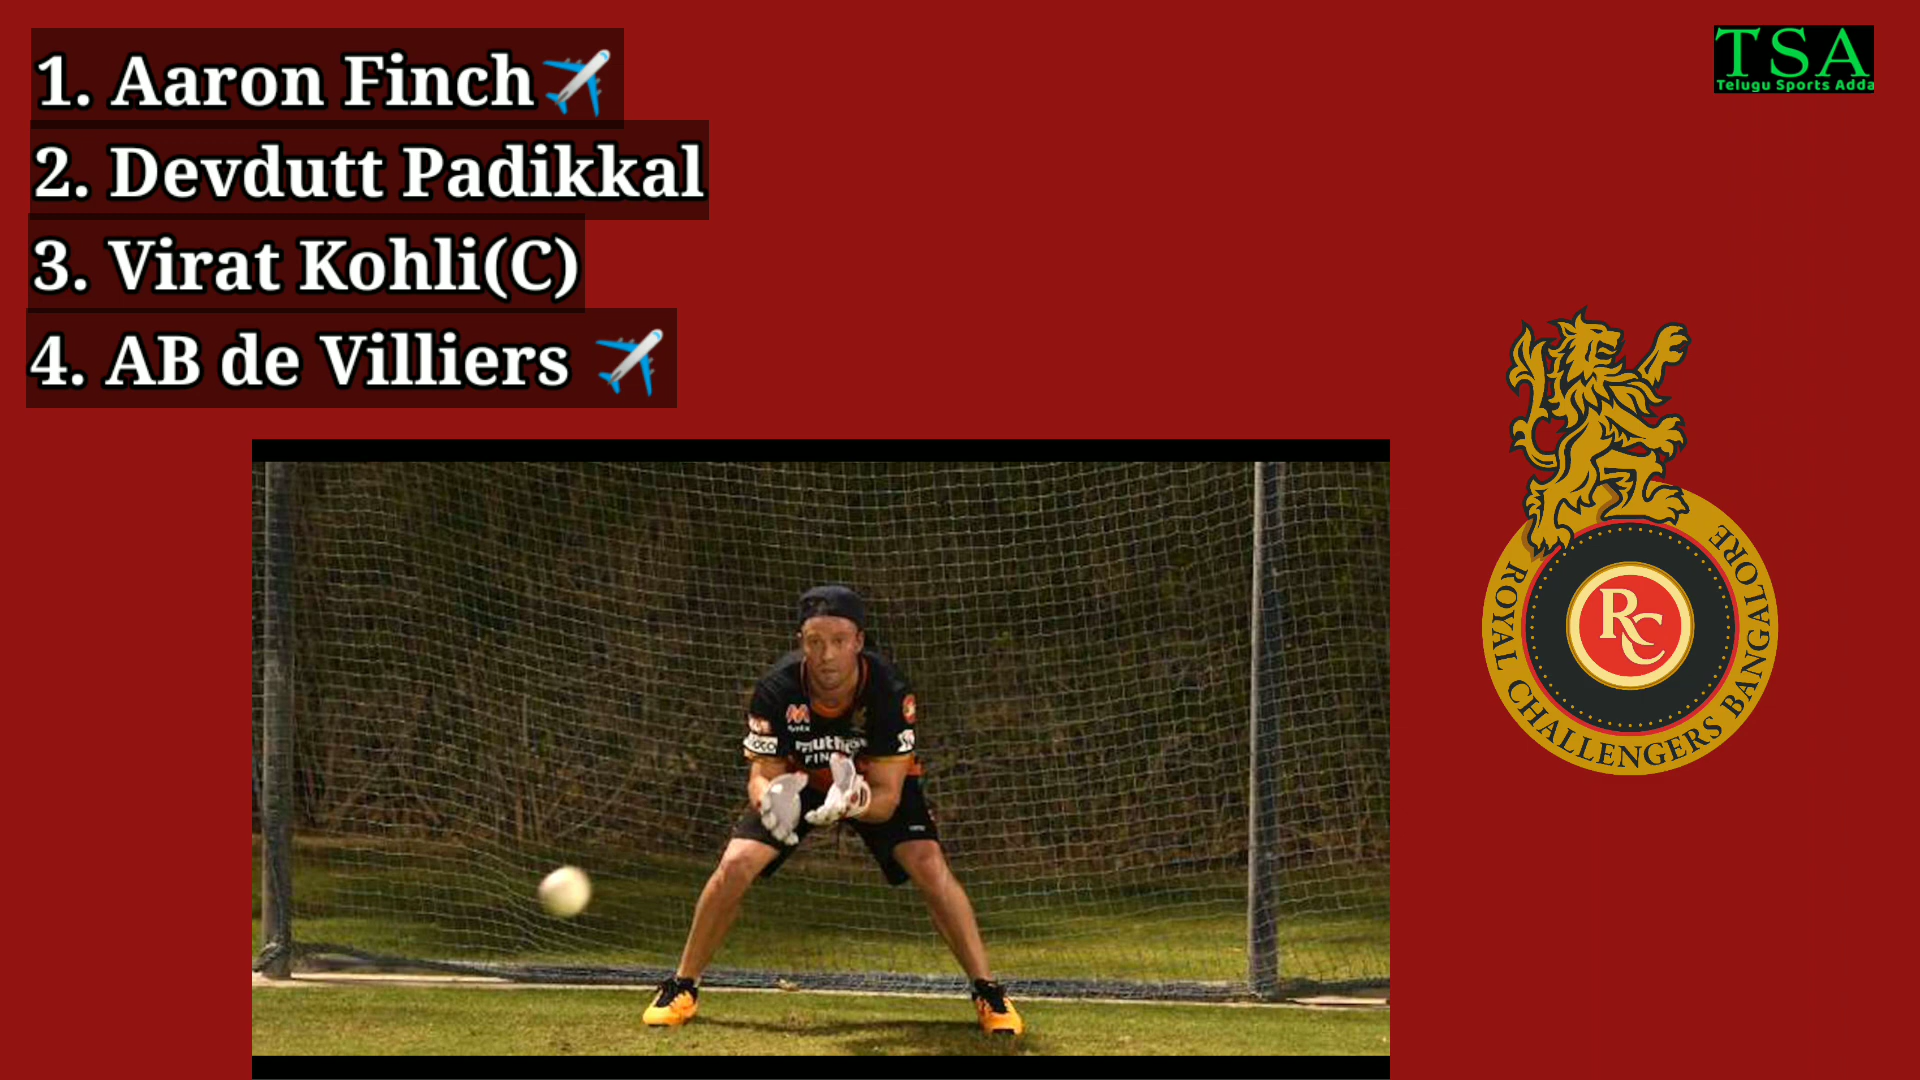 1. Aaron Finch✈️
2. Devdutt Padikkal
3. Virat Kohli(C)
4. AB de Villiers ✈️
TSA
Telugu Sports Adda
ROYAL CHALLENGERS BANGALORE
RC